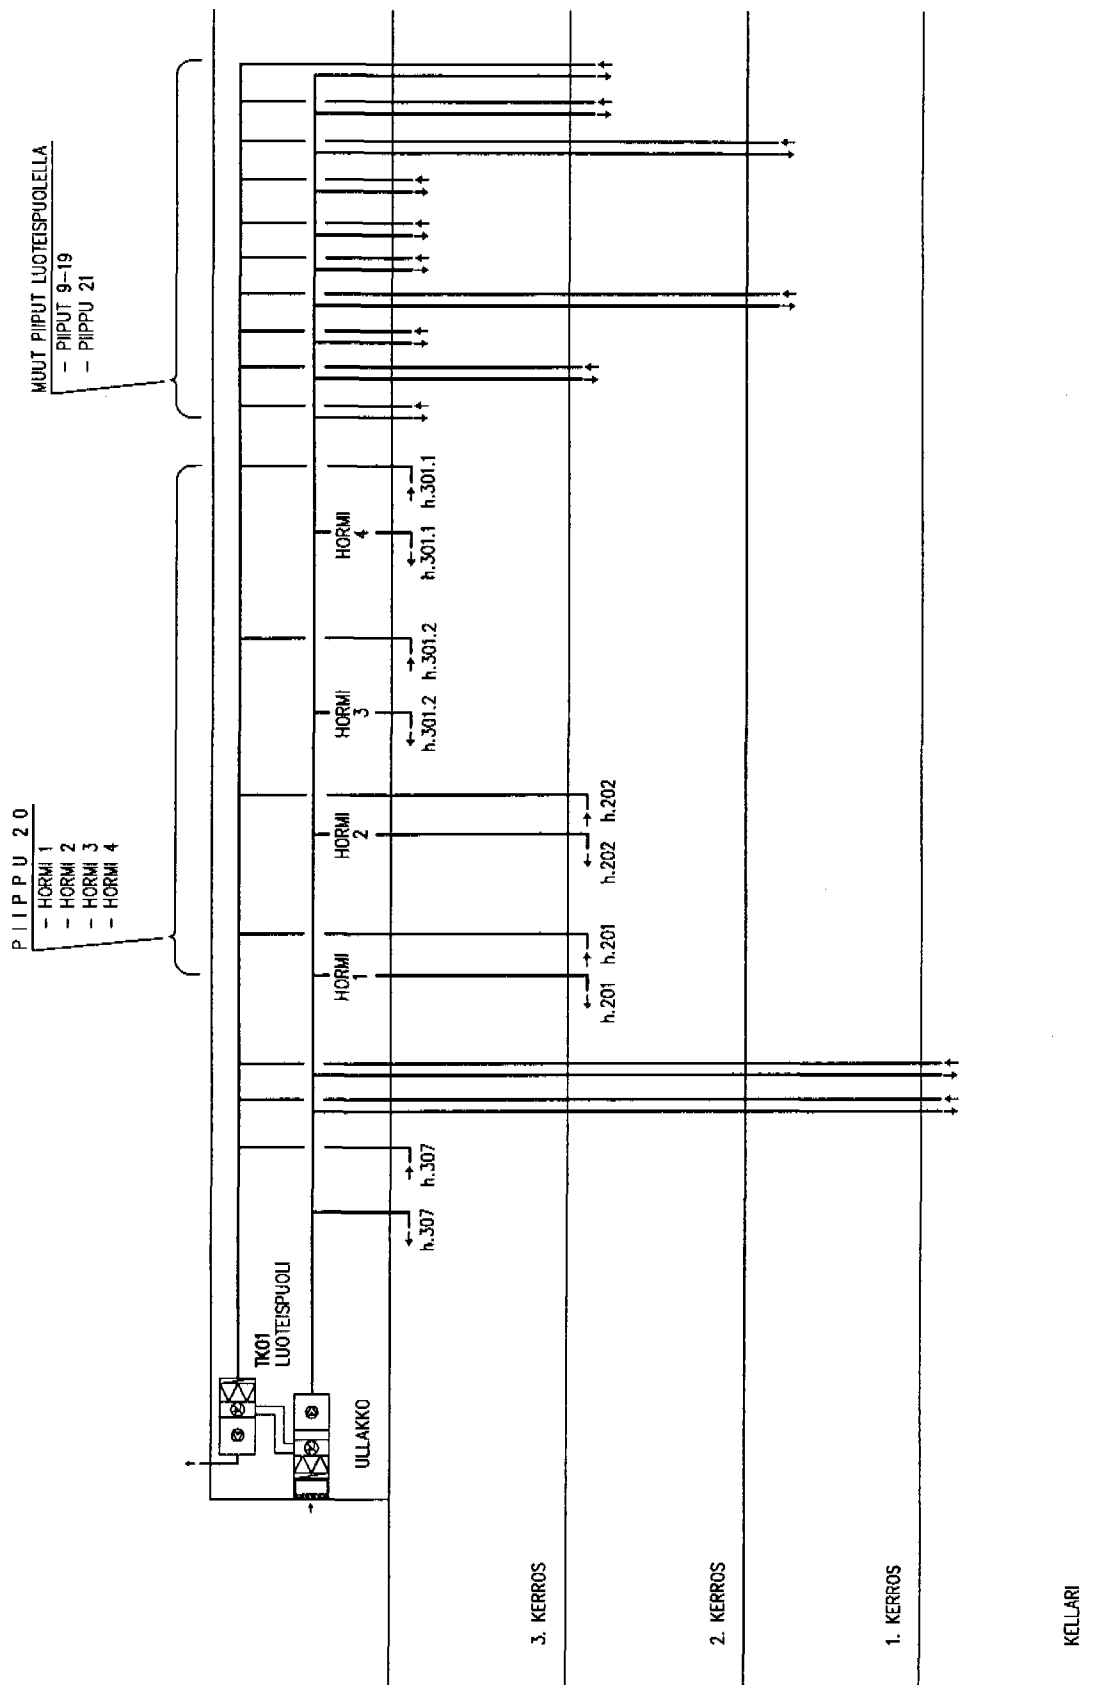 PIIPPU 20
- HORMI 1
- HORMI 2
- HORMI 3
- HORMI 4
MUUT PIIPUT LUOTEISPUOLELLA
- PIIPUT 9-19
- PIIPPU 21
TK01
LUOTEISPUOLI
ULLAKKO
HORMI
1
HORMI
2
HORMI
3
HORMI
4
h.307
h.307
h.301.2
h.301.2
h.301.1
h.301.1
3. KERROS
h.201
h.201
h.202
h.202
2. KERROS
1. KERROS
KELLARI